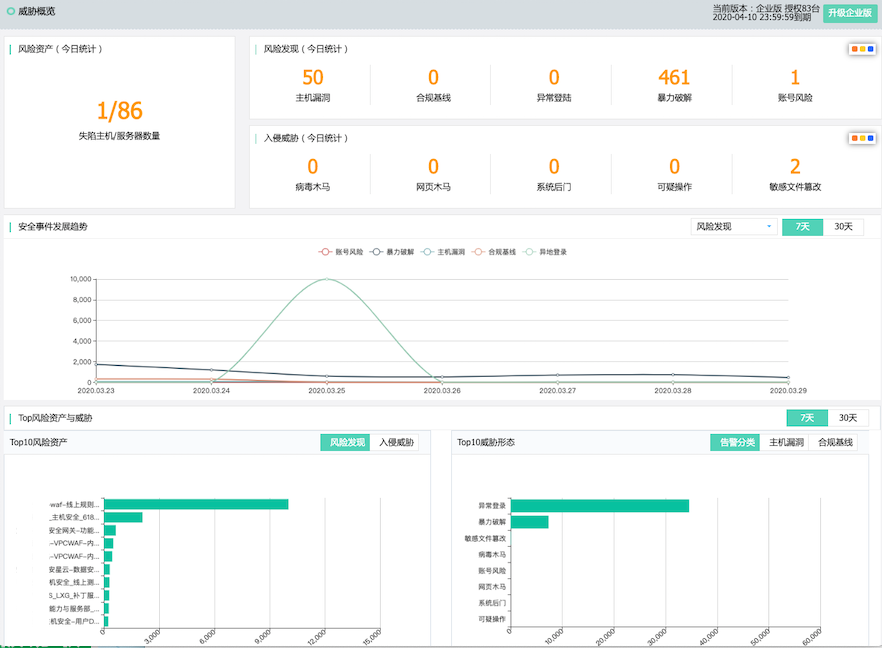 威胁概览
当前版本：企业版 授权83台
2020-04-10 23:59:59到期
升级企业版
风险资产（今日统计）
1/86
失陷主机/服务器数量
风险发现（今日统计）
50 0 0 461 1
主机漏洞 合规基线 异常登陆 暴力破解 账号风险
入侵威胁（今日统计）
0 0 0 0 2
病毒木马 网页木马 系统后门 可疑操作 敏感文件篡改
安全事件发展趋势
风险发现 7天 30天
账号风险 暴力破解 主机漏洞 合规基线 异地登录
10,000
8,000
6,000
4,000
2,000
0
2020.03.23 2020.03.24 2020.03.25 2020.03.26 2020.03.27 2020.03.28 2020.03.29
Top风险资产与威胁
7天 30天
Top10风险资产
风险发现 入侵威胁
-waf-线上规则...
_主机安全_618...
安全网关-功能...
-VPCWAF-内...
-VPCWAF-内...
安星云-数据安...
机安全_线上测...
S_LXG_补丁服...
能力与服务部_...
机安全-用户D...
0 3,000 6,000 9,000 12,000 15,000
Top10威胁形态
告警分类 主机漏洞 合规基线
异常登录
暴力破解
敏感文件篡改
病毒木马
账号风险
网页木马
系统后门
可疑操作
0 10,000 20,000 30,000 40,000 50,000 60,000